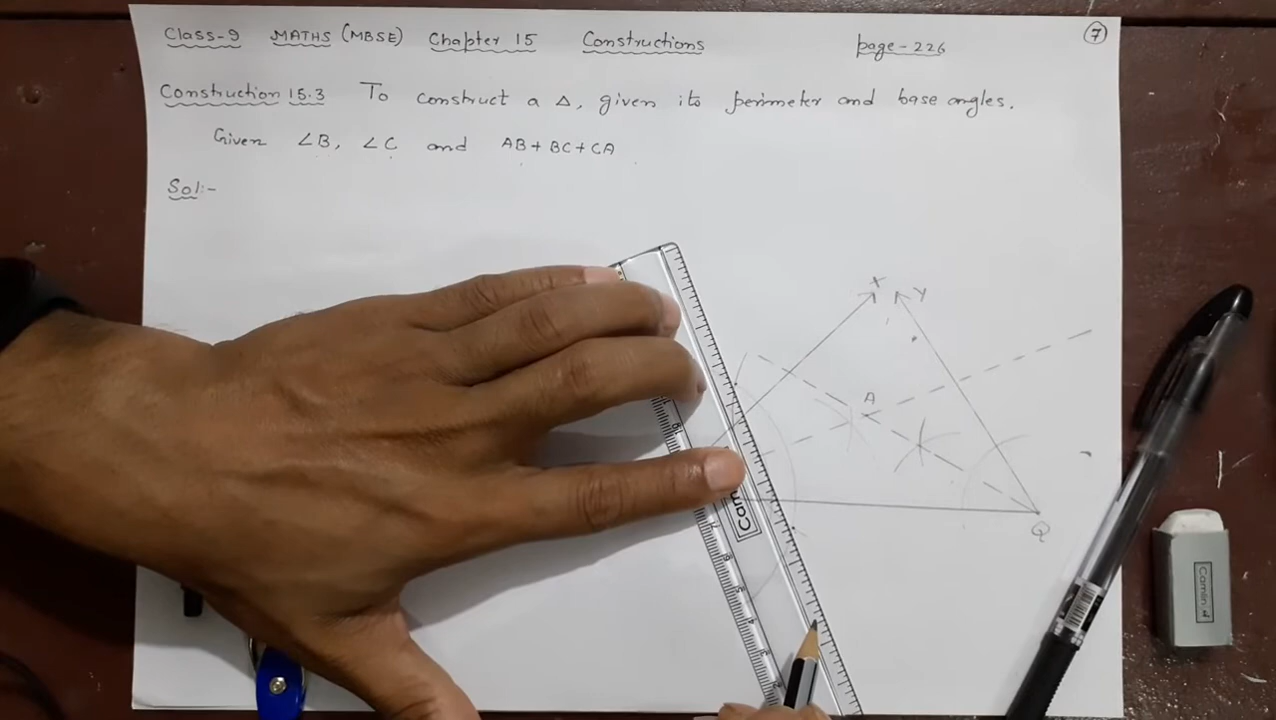 Class-9 MATHS (MBSE) Chapter 15 Constructions page-226 7
Construction 15.3 To construct a Δ, given its perimeter and base angles.
Given ∠B, ∠C and AB+BC+CA
Sol:-
X Y
A
Q
Camlin